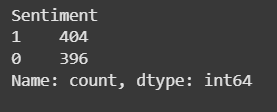 Sentiment
1    404
0    396
Name: count, dtype: int64